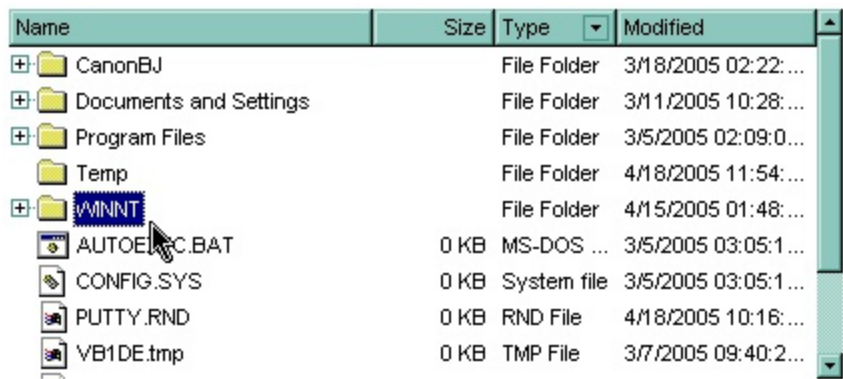 Name Size Type Modified
CanonBJ File Folder 3/18/2005 02:22:...
Documents and Settings File Folder 3/11/2005 10:28:...
Program Files File Folder 3/5/2005 02:09:0...
Temp File Folder 4/18/2005 11:54:...
WINNT File Folder 4/15/2005 01:48:...
0 KB MS-DOS ... 3/5/2005 03:05:1...
CONFIG.SYS 0 KB System file 3/5/2005 03:05:1...
PUTTY.RND 0 KB RND File 4/18/2005 10:16:...
VB1DE.tmp 0 KB TMP File 3/7/2005 09:40:2...